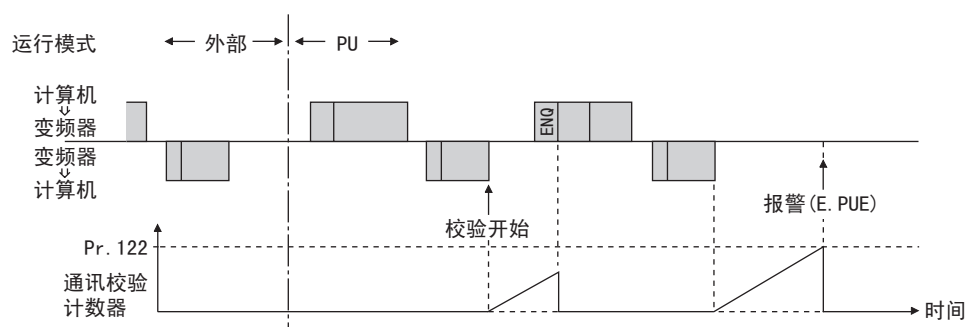 运行模式
外部
PU
计算机
变频器
ENQ
变频器
计算机
报警(E.PUE)
校验开始
Pr.122
通讯校验
计数器
时间